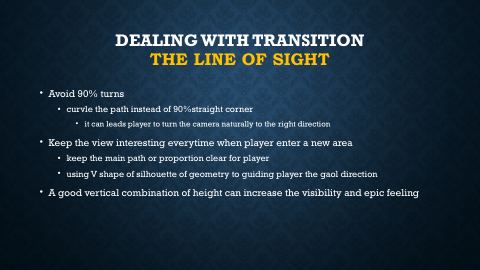 DEALING WITH TRANSITION
THE LINE OF SIGHT
• Avoid 90% turns
• curvle the path instead of 90%straight corner
• it can leads player to turn the camera naturally to the right direction
• Keep the view interesting everytime when player enter a new area
• keep the main path or proportion clear for player
• using V shape of silhouette of geometry to guiding player the gaol direction
• A good vertical combination of height can increase the visibility and epic feeling